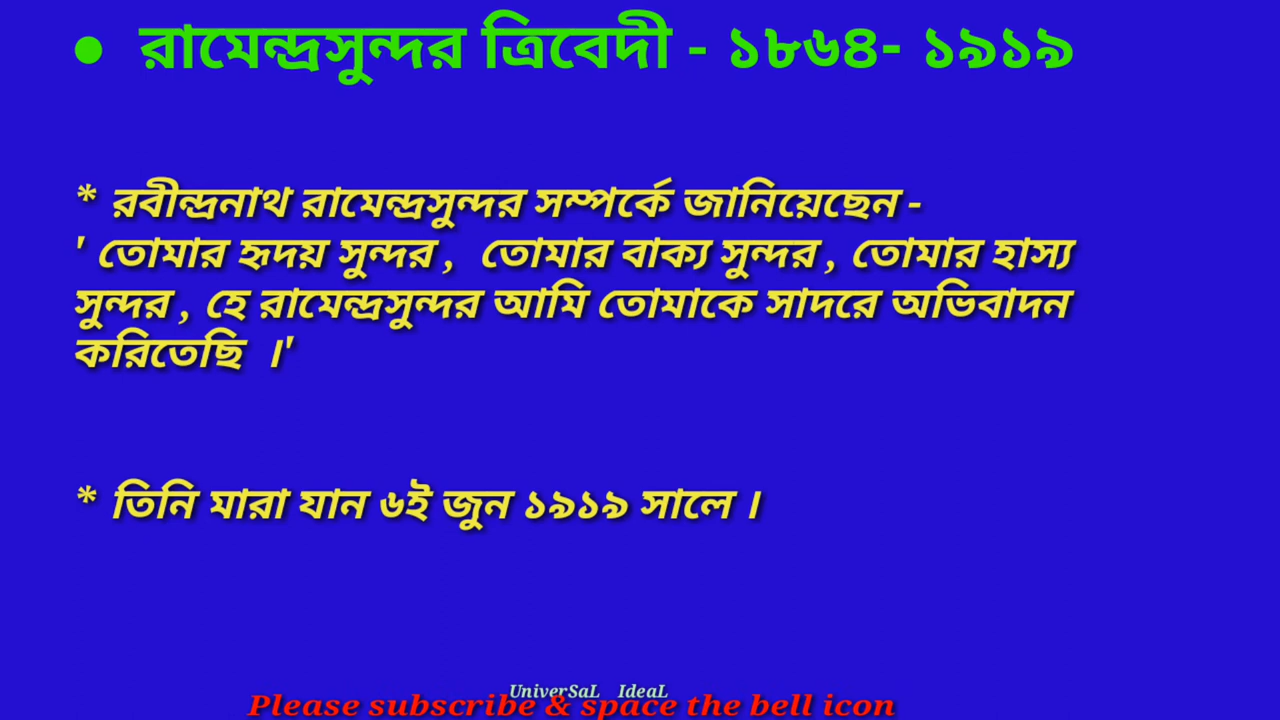 ● রামেন্দ্রসুন্দর ত্রিবেদী - ১৮৬৪- ১৯১৯
* রবীন্দ্রনাথ রামেন্দ্রসুন্দর সম্পর্কে জানিয়েছেন -
' তোমার হৃদয় সুন্দর , তোমার বাক্য সুন্দর , তোমার হাস্য
সুন্দর , হে রামেন্দ্রসুন্দর আমি তোমাকে সাদরে অভিবাদন
করিতেছি ।'
* তিনি মারা যান ৬ই জুন ১৯১৯ সালে ।
UniverSaL IdeaL
Please subscribe & space the bell icon